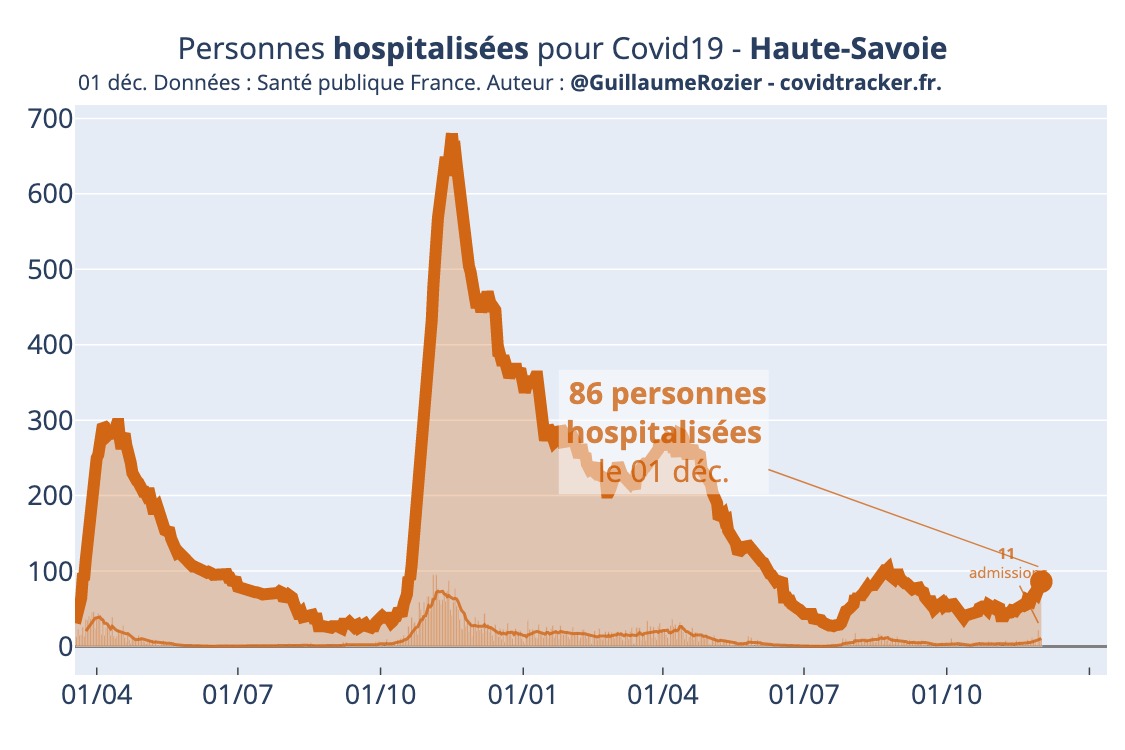 Personnes hospitalisées pour Covid19 - Haute-Savoie
01 déc. Données : Santé publique France. Auteur : @GuillaumeRozier - covidtracker.fr.
700
600
500
400
300
200
100
0
86 personnes
hospitalisées
le 01 déc.
11
admissions
01/04 01/07 01/10 01/01 01/04 01/07 01/10